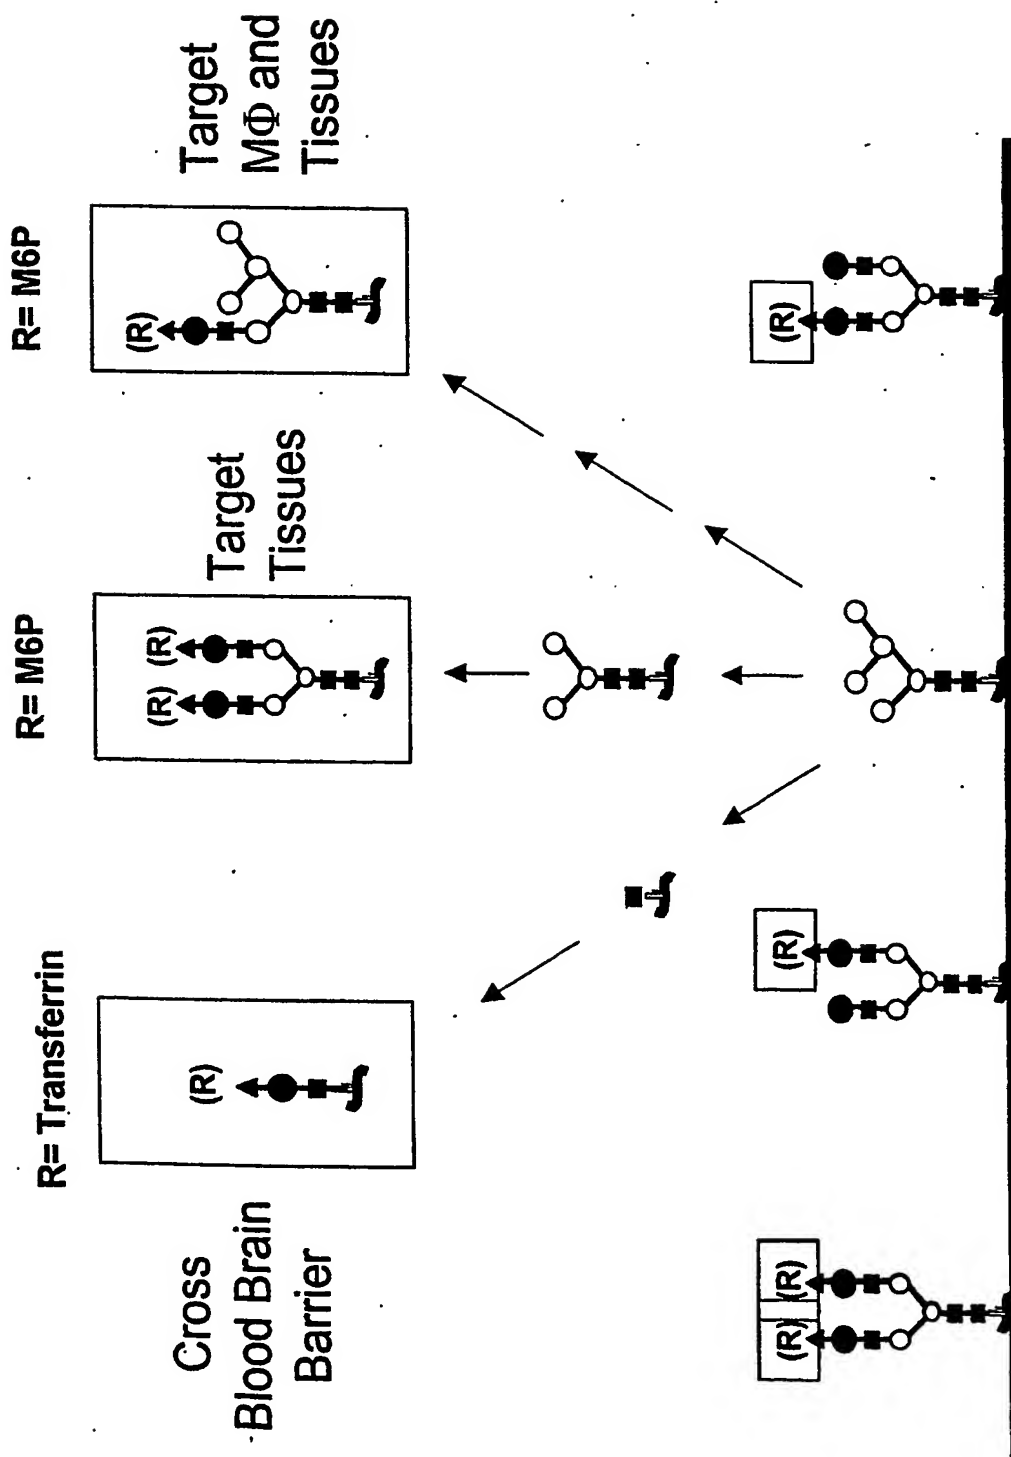 R= Transferrin
R= M6P
R= M6P
Cross
Blood Brain
Barrier
(R)
(R)
(R)
Target
Tissues
(R)
Target
MΦ and
Tissues
(R)
(R)
(R)
(R)